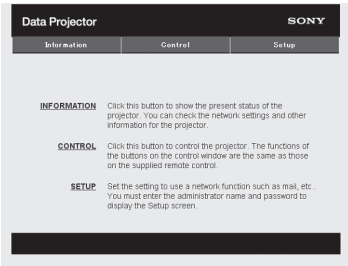 Data Projector SONY
Information Control Setup
INFORMATION Click this button to show the present status of the
projector. You can check the network settings and other
information for the projector.
CONTROL Click this button to control the projector. The functions of
the buttons on the control window are the same as those
on the supplied remote control.
SETUP Set the setting to use a network function such as mail, etc..
You must enter the administrator name and password to
display the Setup screen.